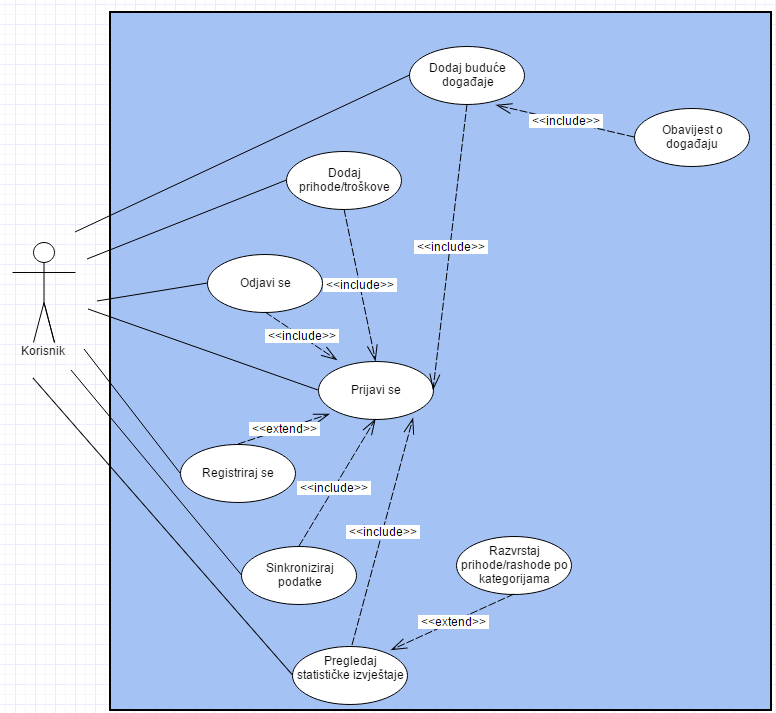 Dodaj buduće
događaje
<<include>>
Obavijest o
događaju
Dodaj
prihode/troškove
<<include>>
Odjavi se
<<include>>
<<include>>
Korisnik
Prijavi se
<<extend>>
Registriraj se
<<include>>
<<include>>
Sinkroniziraj
podatke
Razvrstaj
prihode/rashode po
kategorijama
<<extend>>
Pregledaj
statističke izvještaje